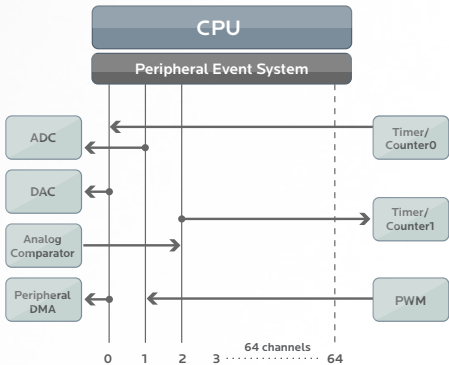 CPU
Peripheral Event System
ADC
Timer/
Counter0
DAC
Timer/
Counter1
Analog
Comparator
Peripheral
DMA
PWM
64 channels
0 1 2 3 64